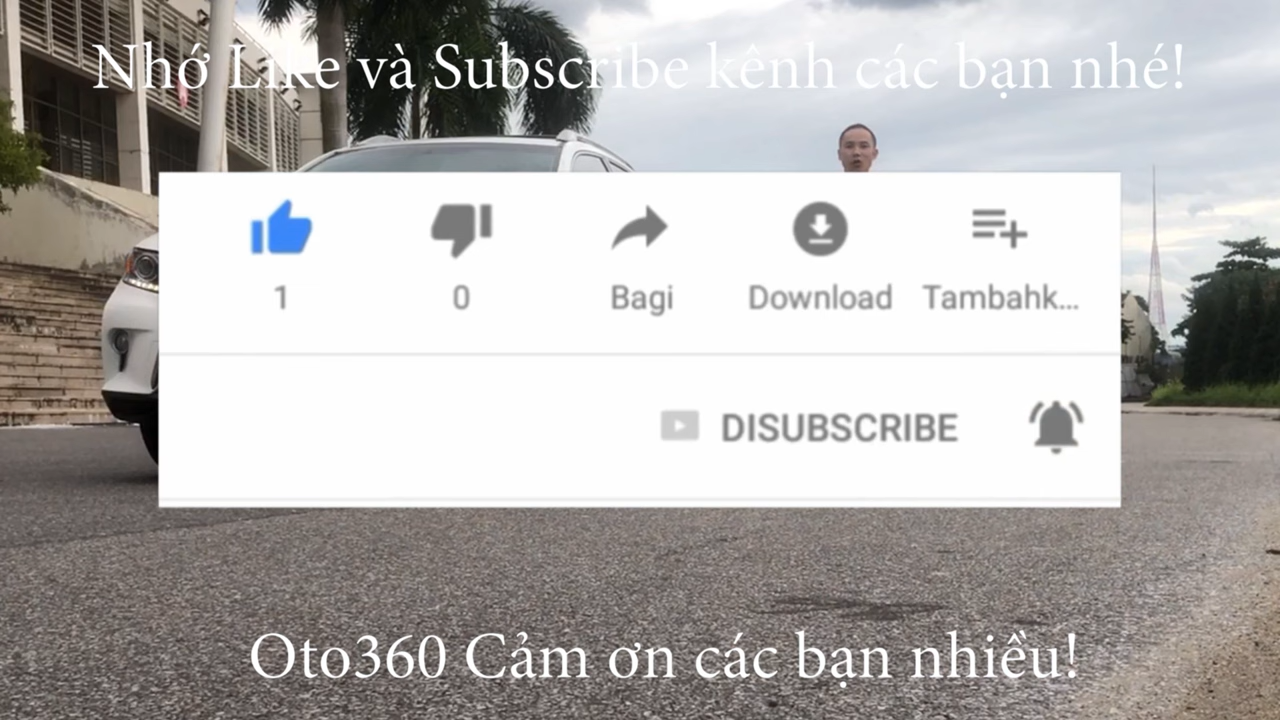 Nhớ Like và Subscribe kênh các bạn nhé!
1 0 Bagi Download Tambahk...
DISUBSCRIBE
Oto360 Cảm ơn các bạn nhiều!